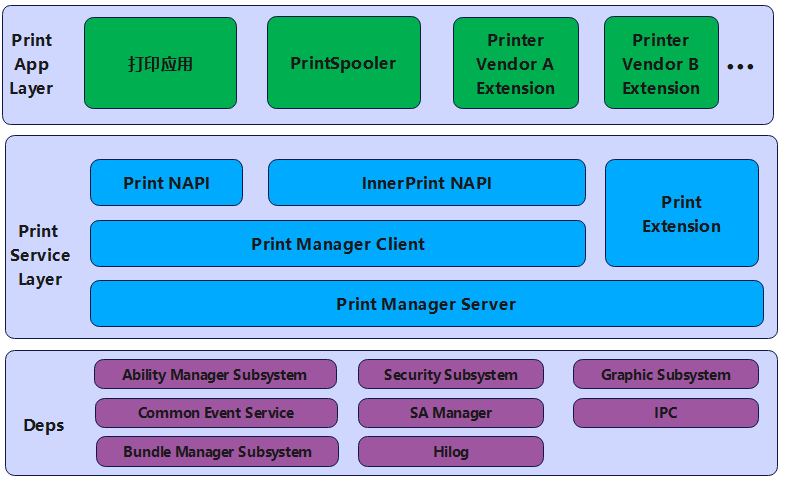 Print
App
Layer
打印应用
PrintSpooler
Printer
Vendor A
Extension
Printer
Vendor B
Extension
...
Print
Service
Layer
Print NAPI
InnerPrint NAPI
Print
Extension
Print Manager Client
Print Manager Server
Deps
Ability Manager Subsystem
Security Subsystem
Graphic Subsystem
Common Event Service
SA Manager
IPC
Bundle Manager Subsystem
Hilog